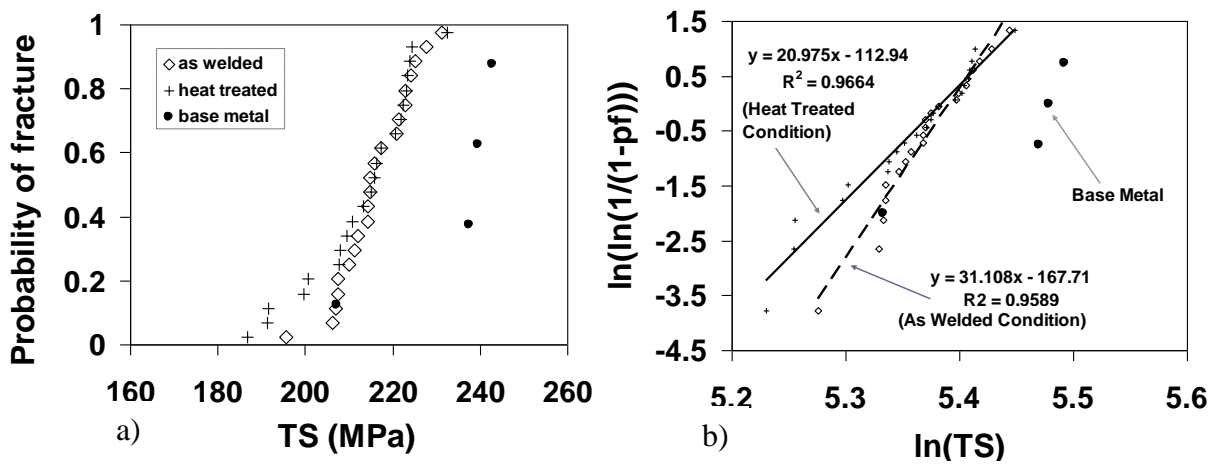 Probability of fracture
1
0.8
0.6
0.4
0.2
0
as welded
heat treated
base metal
160 180 200 220 240 260
TS (MPa)
a)
ln(ln(1/(1-pf)))
1.5
0.5
-0.5
-1.5
-2.5
-3.5
-4.5
y = 20.975x - 112.94
R2 = 0.9664
(Heat Treated
Condition)
Base Metal
y = 31.108x - 167.71
R2 = 0.9589
(As Welded Condition)
5.2 5.3 5.4 5.5 5.6
ln(TS)
b)